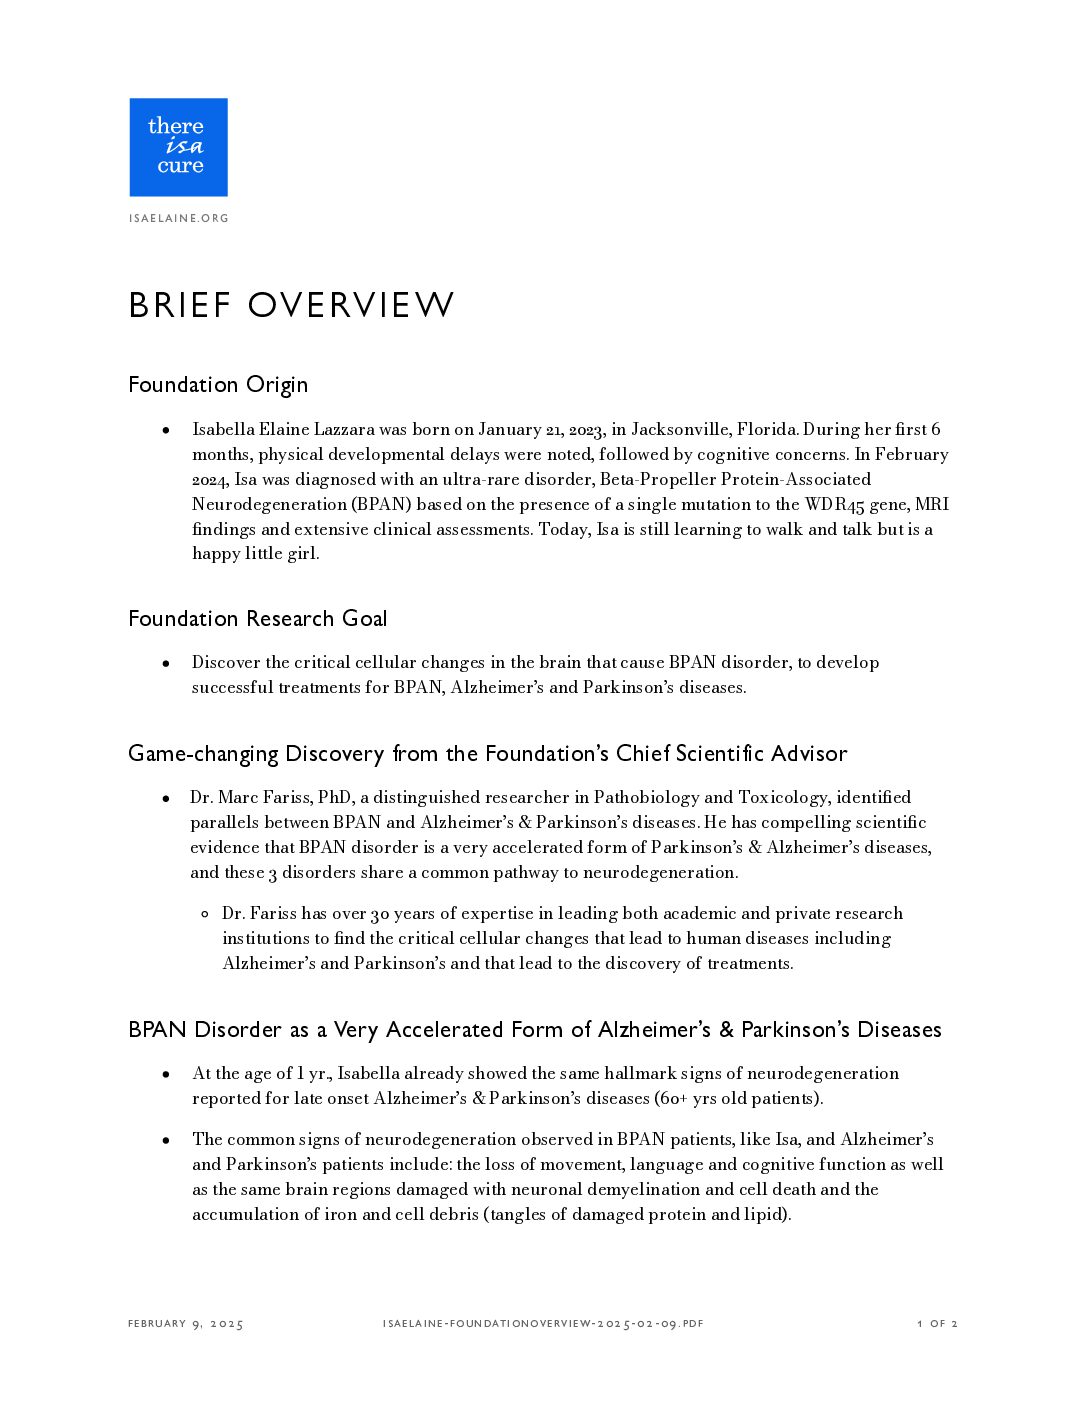 there
isa
cure
ISAELAINE.ORG
BRIEF OVERVIEW
Foundation Origin
• Isabella Elaine Lazzara was born on January 21, 2023, in Jacksonville, Florida. During her first 6
months, physical developmental delays were noted, followed by cognitive concerns. In February
2024, Isa was diagnosed with an ultra-rare disorder, Beta-Propeller Protein-Associated
Neurodegeneration (BPAN) based on the presence of a single mutation to the WDR45 gene, MRI
findings and extensive clinical assessments. Today, Isa is still learning to walk and talk but is a
happy little girl.
Foundation Research Goal
• Discover the critical cellular changes in the brain that cause BPAN disorder, to develop
successful treatments for BPAN, Alzheimer’s and Parkinson’s diseases.
Game-changing Discovery from the Foundation’s Chief Scientific Advisor
• Dr. Marc Fariss, PhD, a distinguished researcher in Pathobiology and Toxicology, identified
parallels between BPAN and Alzheimer’s & Parkinson’s diseases. He has compelling scientific
evidence that BPAN disorder is a very accelerated form of Parkinson’s & Alzheimer’s diseases,
and these 3 disorders share a common pathway to neurodegeneration.
◦ Dr. Fariss has over 30 years of expertise in leading both academic and private research
institutions to find the critical cellular changes that lead to human diseases including
Alzheimer’s and Parkinson’s and that lead to the discovery of treatments.
BPAN Disorder as a Very Accelerated Form of Alzheimer’s & Parkinson’s Diseases
• At the age of 1 yr., Isabella already showed the same hallmark signs of neurodegeneration
reported for late onset Alzheimer’s & Parkinson’s diseases (60+ yrs old patients).
• The common signs of neurodegeneration observed in BPAN patients, like Isa, and Alzheimer’s
and Parkinson’s patients include: the loss of movement, language and cognitive function as well
as the same brain regions damaged with neuronal demyelination and cell death and the
accumulation of iron and cell debris (tangles of damaged protein and lipid).
FEBRUARY 9, 2025 ISAELAINE-FOUNDATIONOVERVIEW-2025-02-09.PDF 1 OF 2